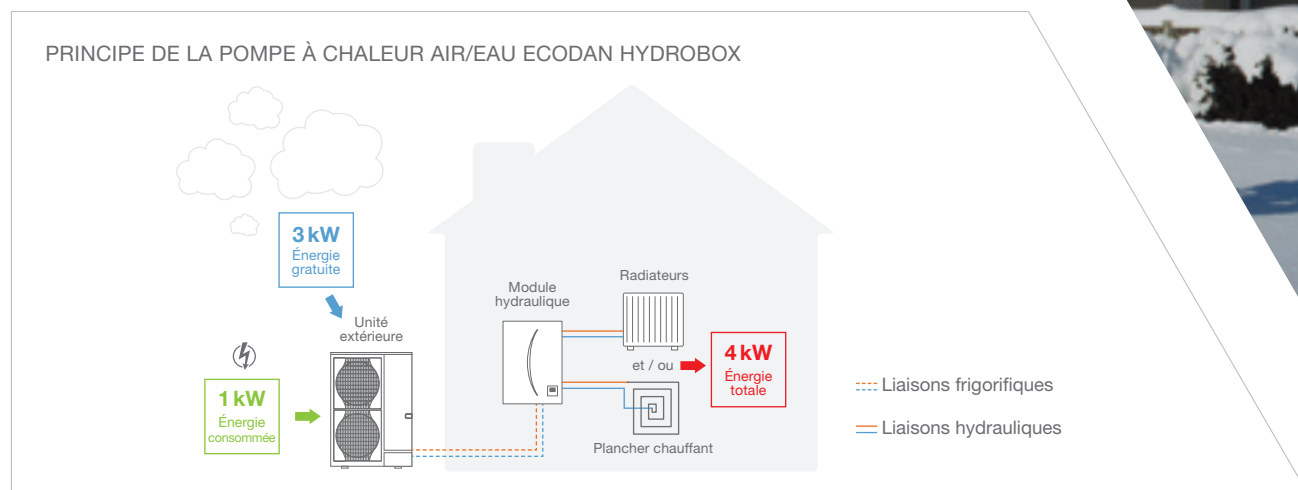 PRINCIPE DE LA POMPE À CHALEUR AIR/EAU ECODAN HYDROBOX
3 kW
Énergie
gratuite
Unité
extérieure
1 kW
Énergie
consommée
Module
hydraulique
Radiateurs
et / ou
4 kW
Énergie
totale
Plancher chauffant
Liaisons frigorifiques
Liaisons hydrauliques